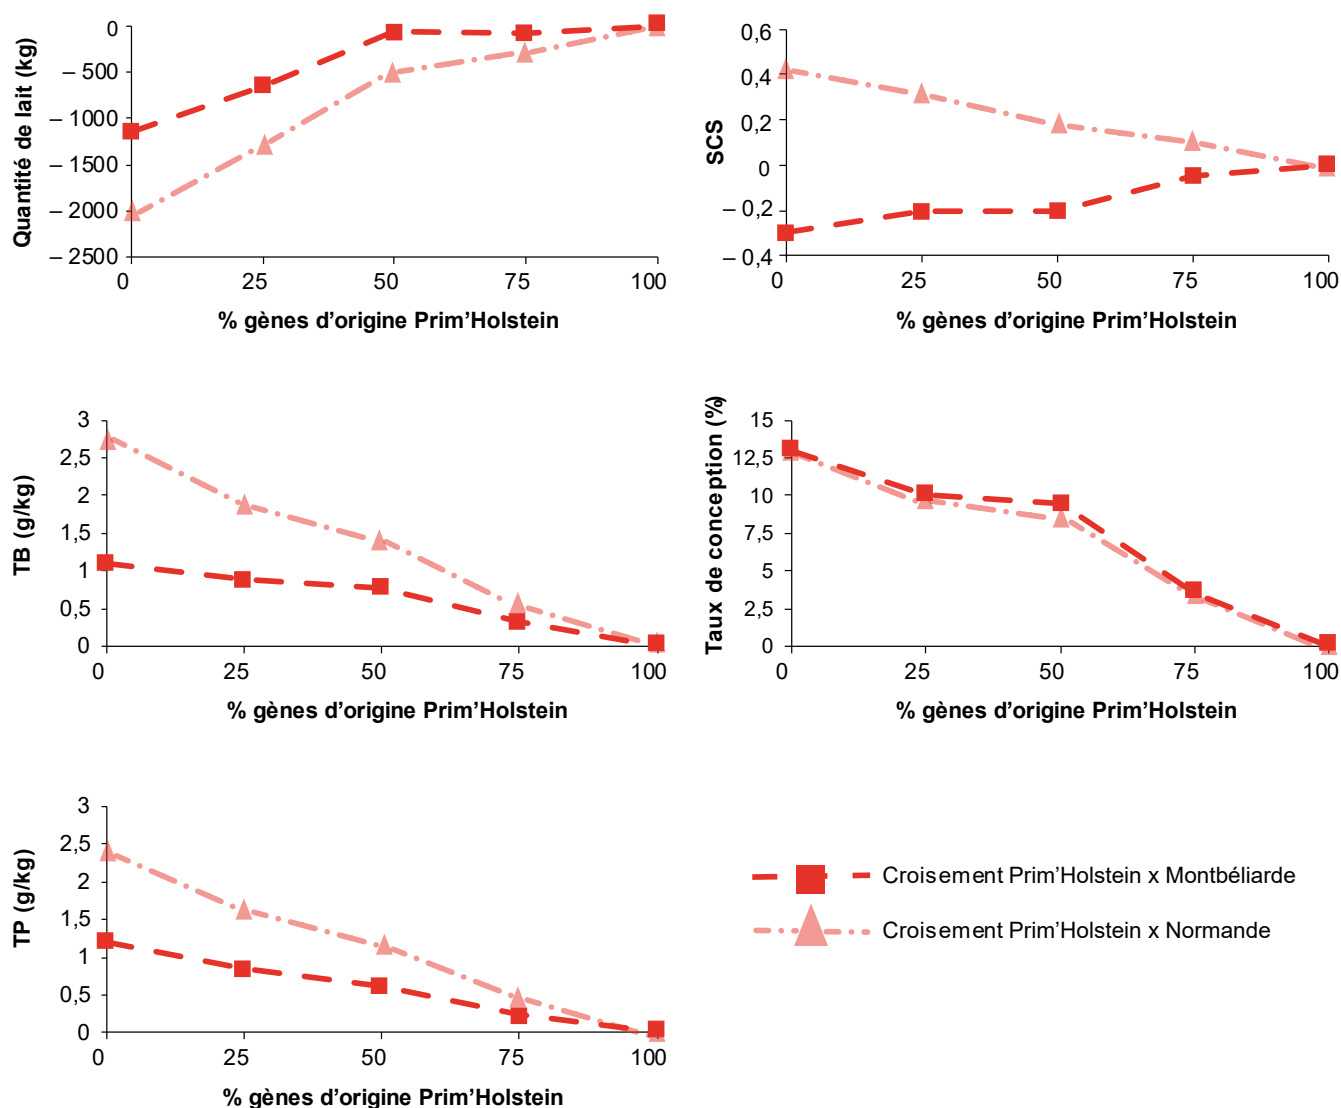 Quantité de lait (kg)
0
– 500
– 1000
– 1500
– 2000
– 2500
0 25 50 75 100
% gènes d'origine Prim'Holstein
SCS
0,6
0,4
0,2
0
– 0,2
– 0,4
0 25 50 75 100
% gènes d'origine Prim'Holstein
TB (g/kg)
3
2,5
2
1,5
1
0,5
0
0 25 50 75 100
% gènes d'origine Prim'Holstein
Taux de conception (%)
15
12,5
10
7,5
5
2,5
0
0 25 50 75 100
% gènes d'origine Prim'Holstein
TP (g/kg)
3
2,5
2
1,5
1
0,5
0
0 25 50 75 100
% gènes d'origine Prim'Holstein
Croisement Prim'Holstein x Montbéliarde
Croisement Prim'Holstein x Normande